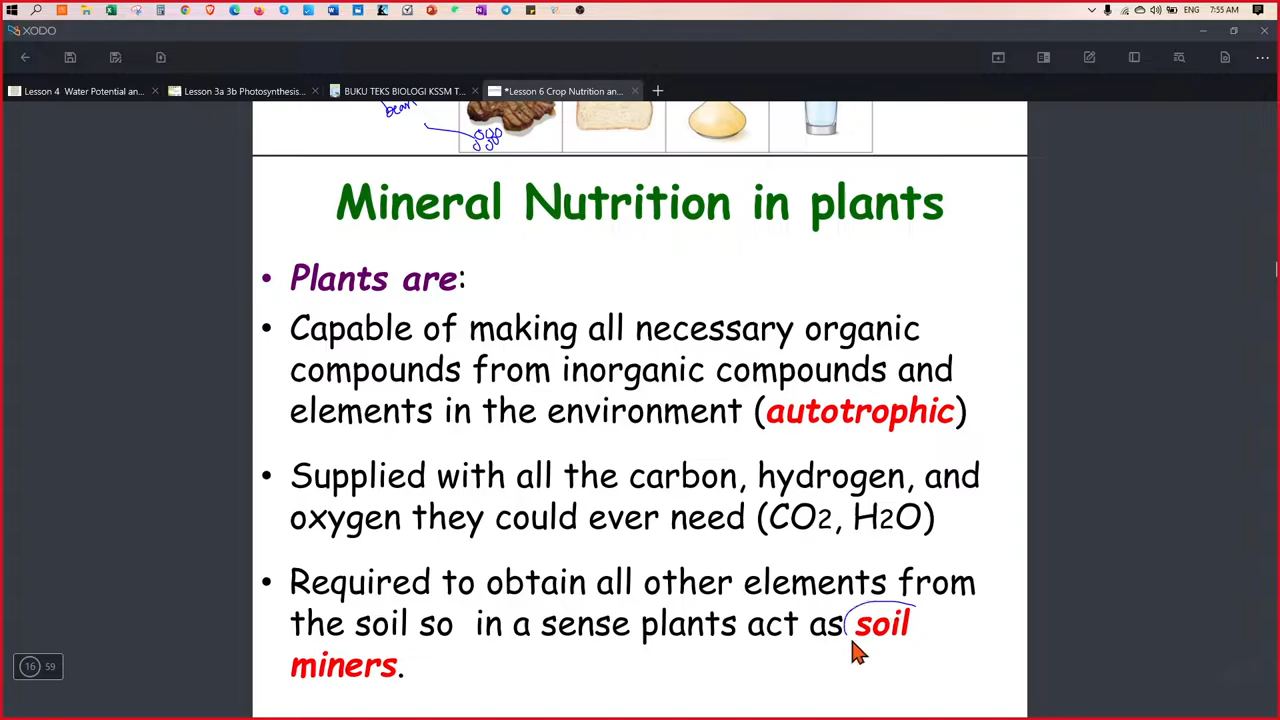 ENG
7:55 AM
XODO
Lesson 4 Water Potential an...
Lesson 3a 3b Photosynthesis...
BUKU TEKS BIOLOGI KSSM T...
*Lesson 6 Crop Nutrition an...
bean
egg
Mineral Nutrition in plants
• Plants are:
• Capable of making all necessary organic
compounds from inorganic compounds and
elements in the environment (autotrophic)
• Supplied with all the carbon, hydrogen, and
oxygen they could ever need (CO2, H2O)
• Required to obtain all other elements from
the soil so in a sense plants act as soil
miners.
16 59